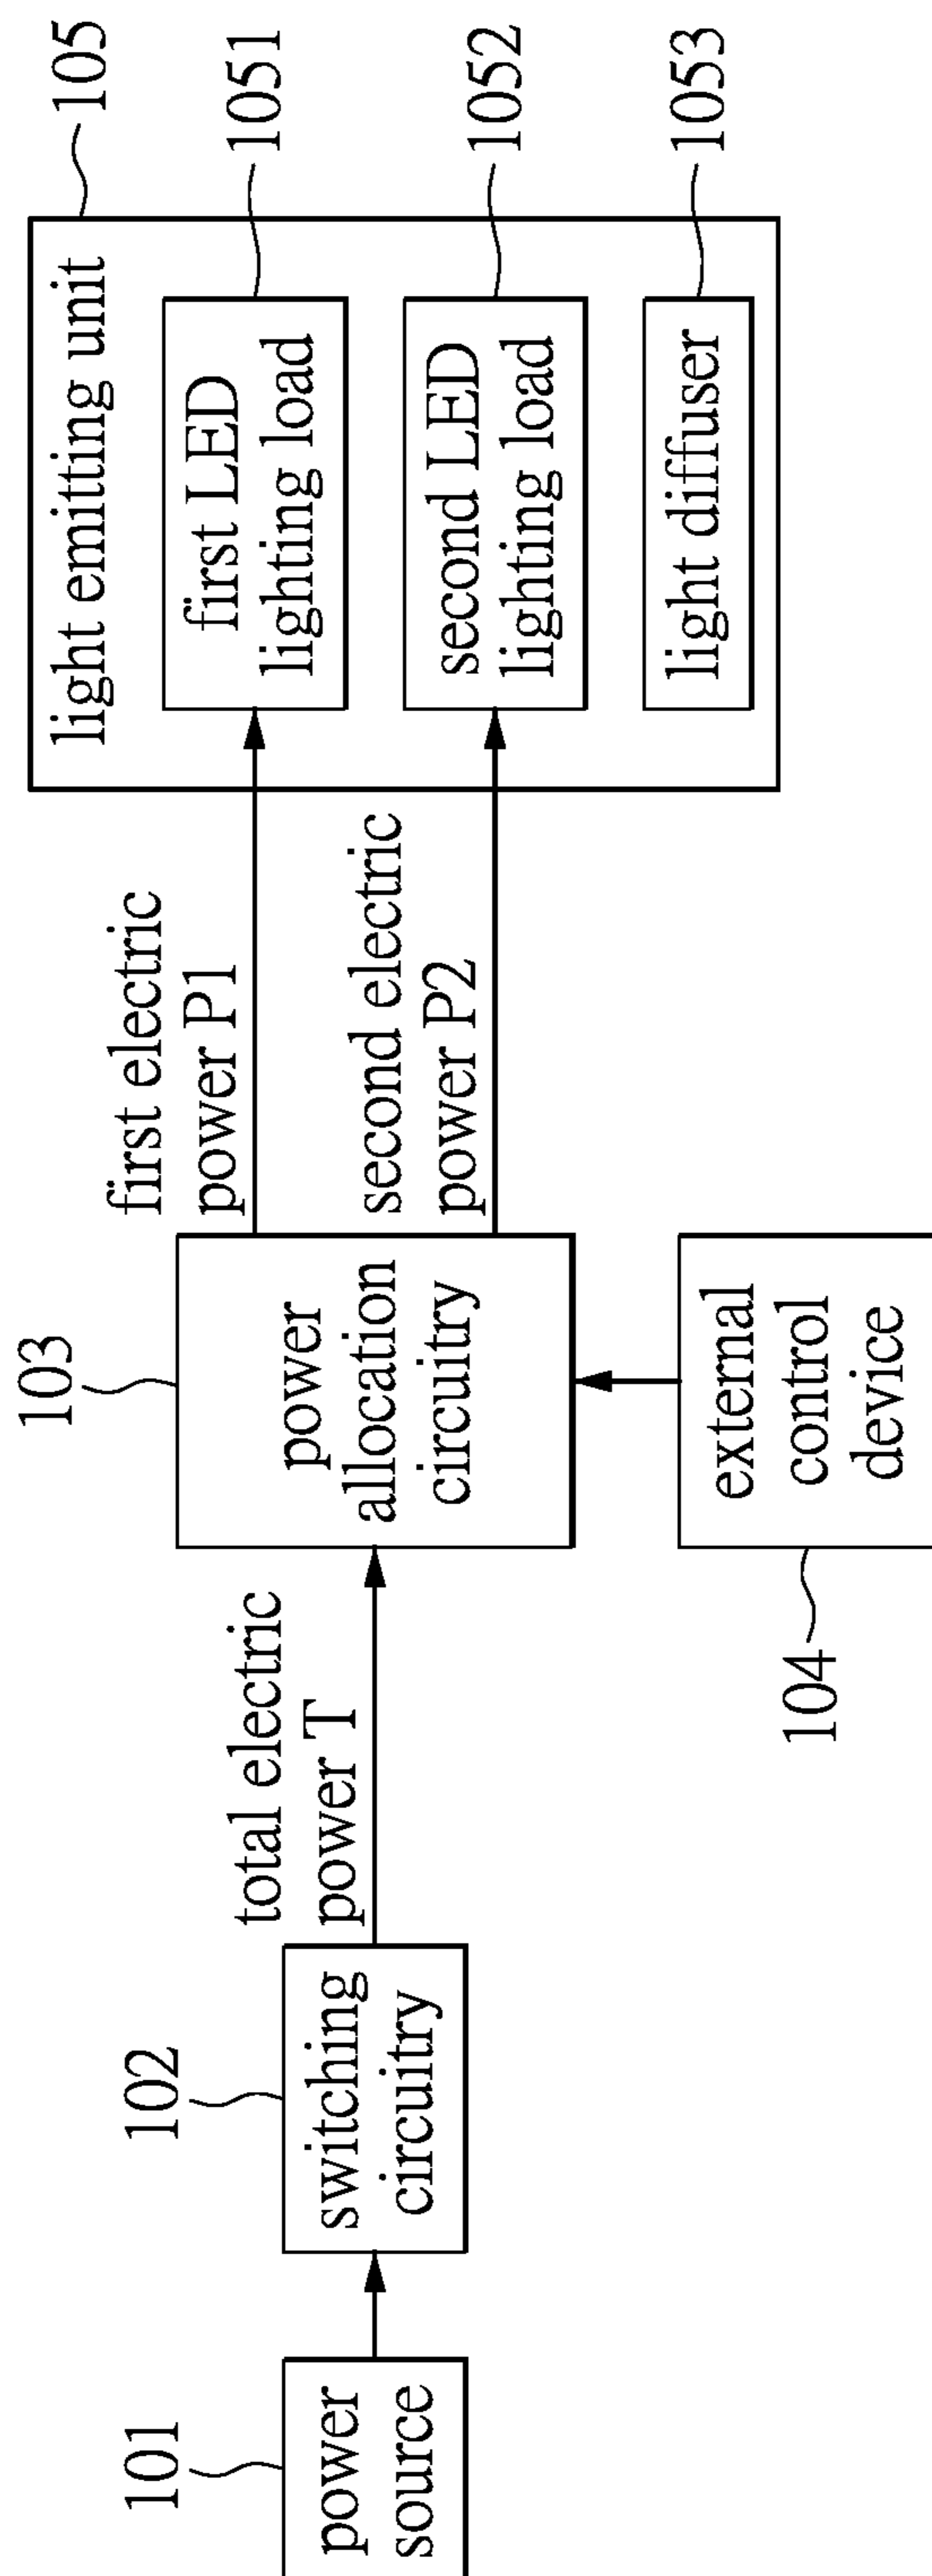 101
power
source
102
switching
circuitry
total electric
power T
103
power
allocation
circuitry
104
external
control
device
first electric
power P1
second electric
power P2
105
light emitting unit
first LED
lighting load
1051
second LED
lighting load
1052
light diffuser
1053